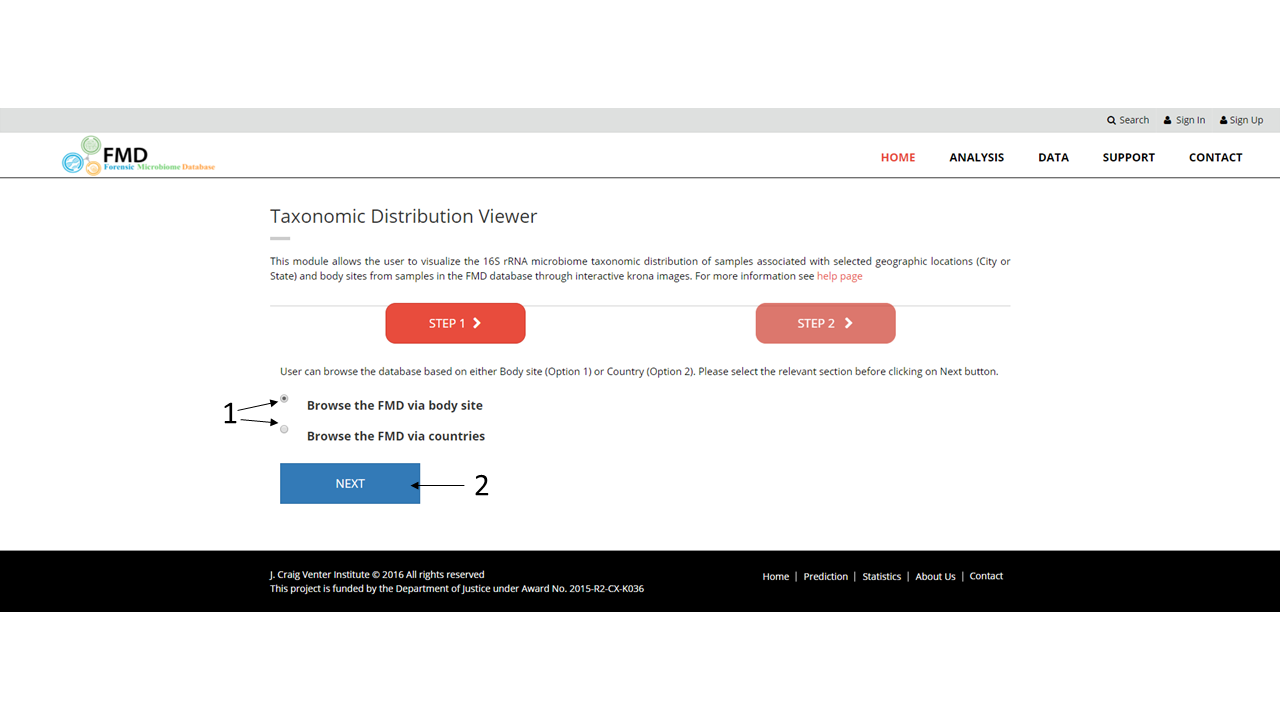 Search Sign In Sign Up
FMD
Forensic Microbiome Database
HOME ANALYSIS DATA SUPPORT CONTACT
Taxonomic Distribution Viewer
This module allows the user to visualize the 16S rRNA microbiome taxonomic distribution of samples associated with selected geographic locations (City or
State) and body sites from samples in the FMD database through interactive krona images. For more information see help page
STEP 1 STEP 2
User can browse the database based on either Body site (Option 1) or Country (Option 2). Please select the relevant section before clicking on Next button.
1
Browse the FMD via body site
Browse the FMD via countries
NEXT 2
J. Craig Venter Institute © 2016 All rights reserved
This project is funded by the Department of Justice under Award No. 2015-R2-CX-K036
Home | Prediction | Statistics | About Us | Contact